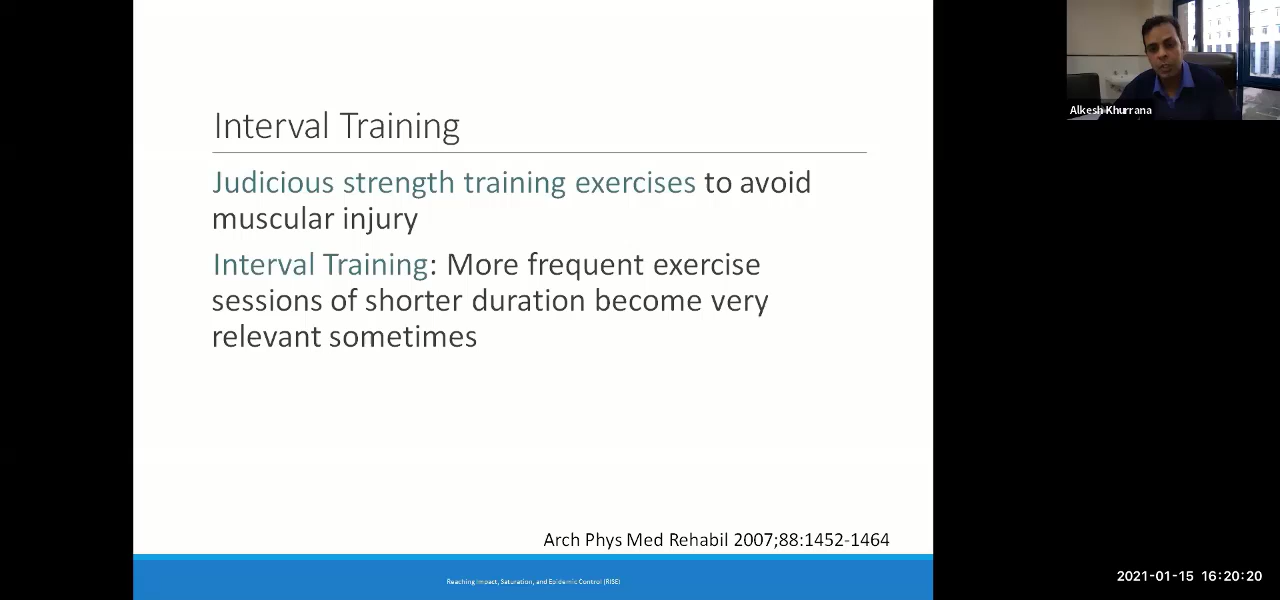 Interval Training
Judicious strength training exercises to avoid
muscular injury
Interval Training: More frequent exercise
sessions of shorter duration become very
relevant sometimes
Arch Phys Med Rehabil 2007;88:1452-1464
Reaching Impact, Saturation, and Epidemic Control (RISE)
Alkesh Khurrana
2021-01-15 16:20:20